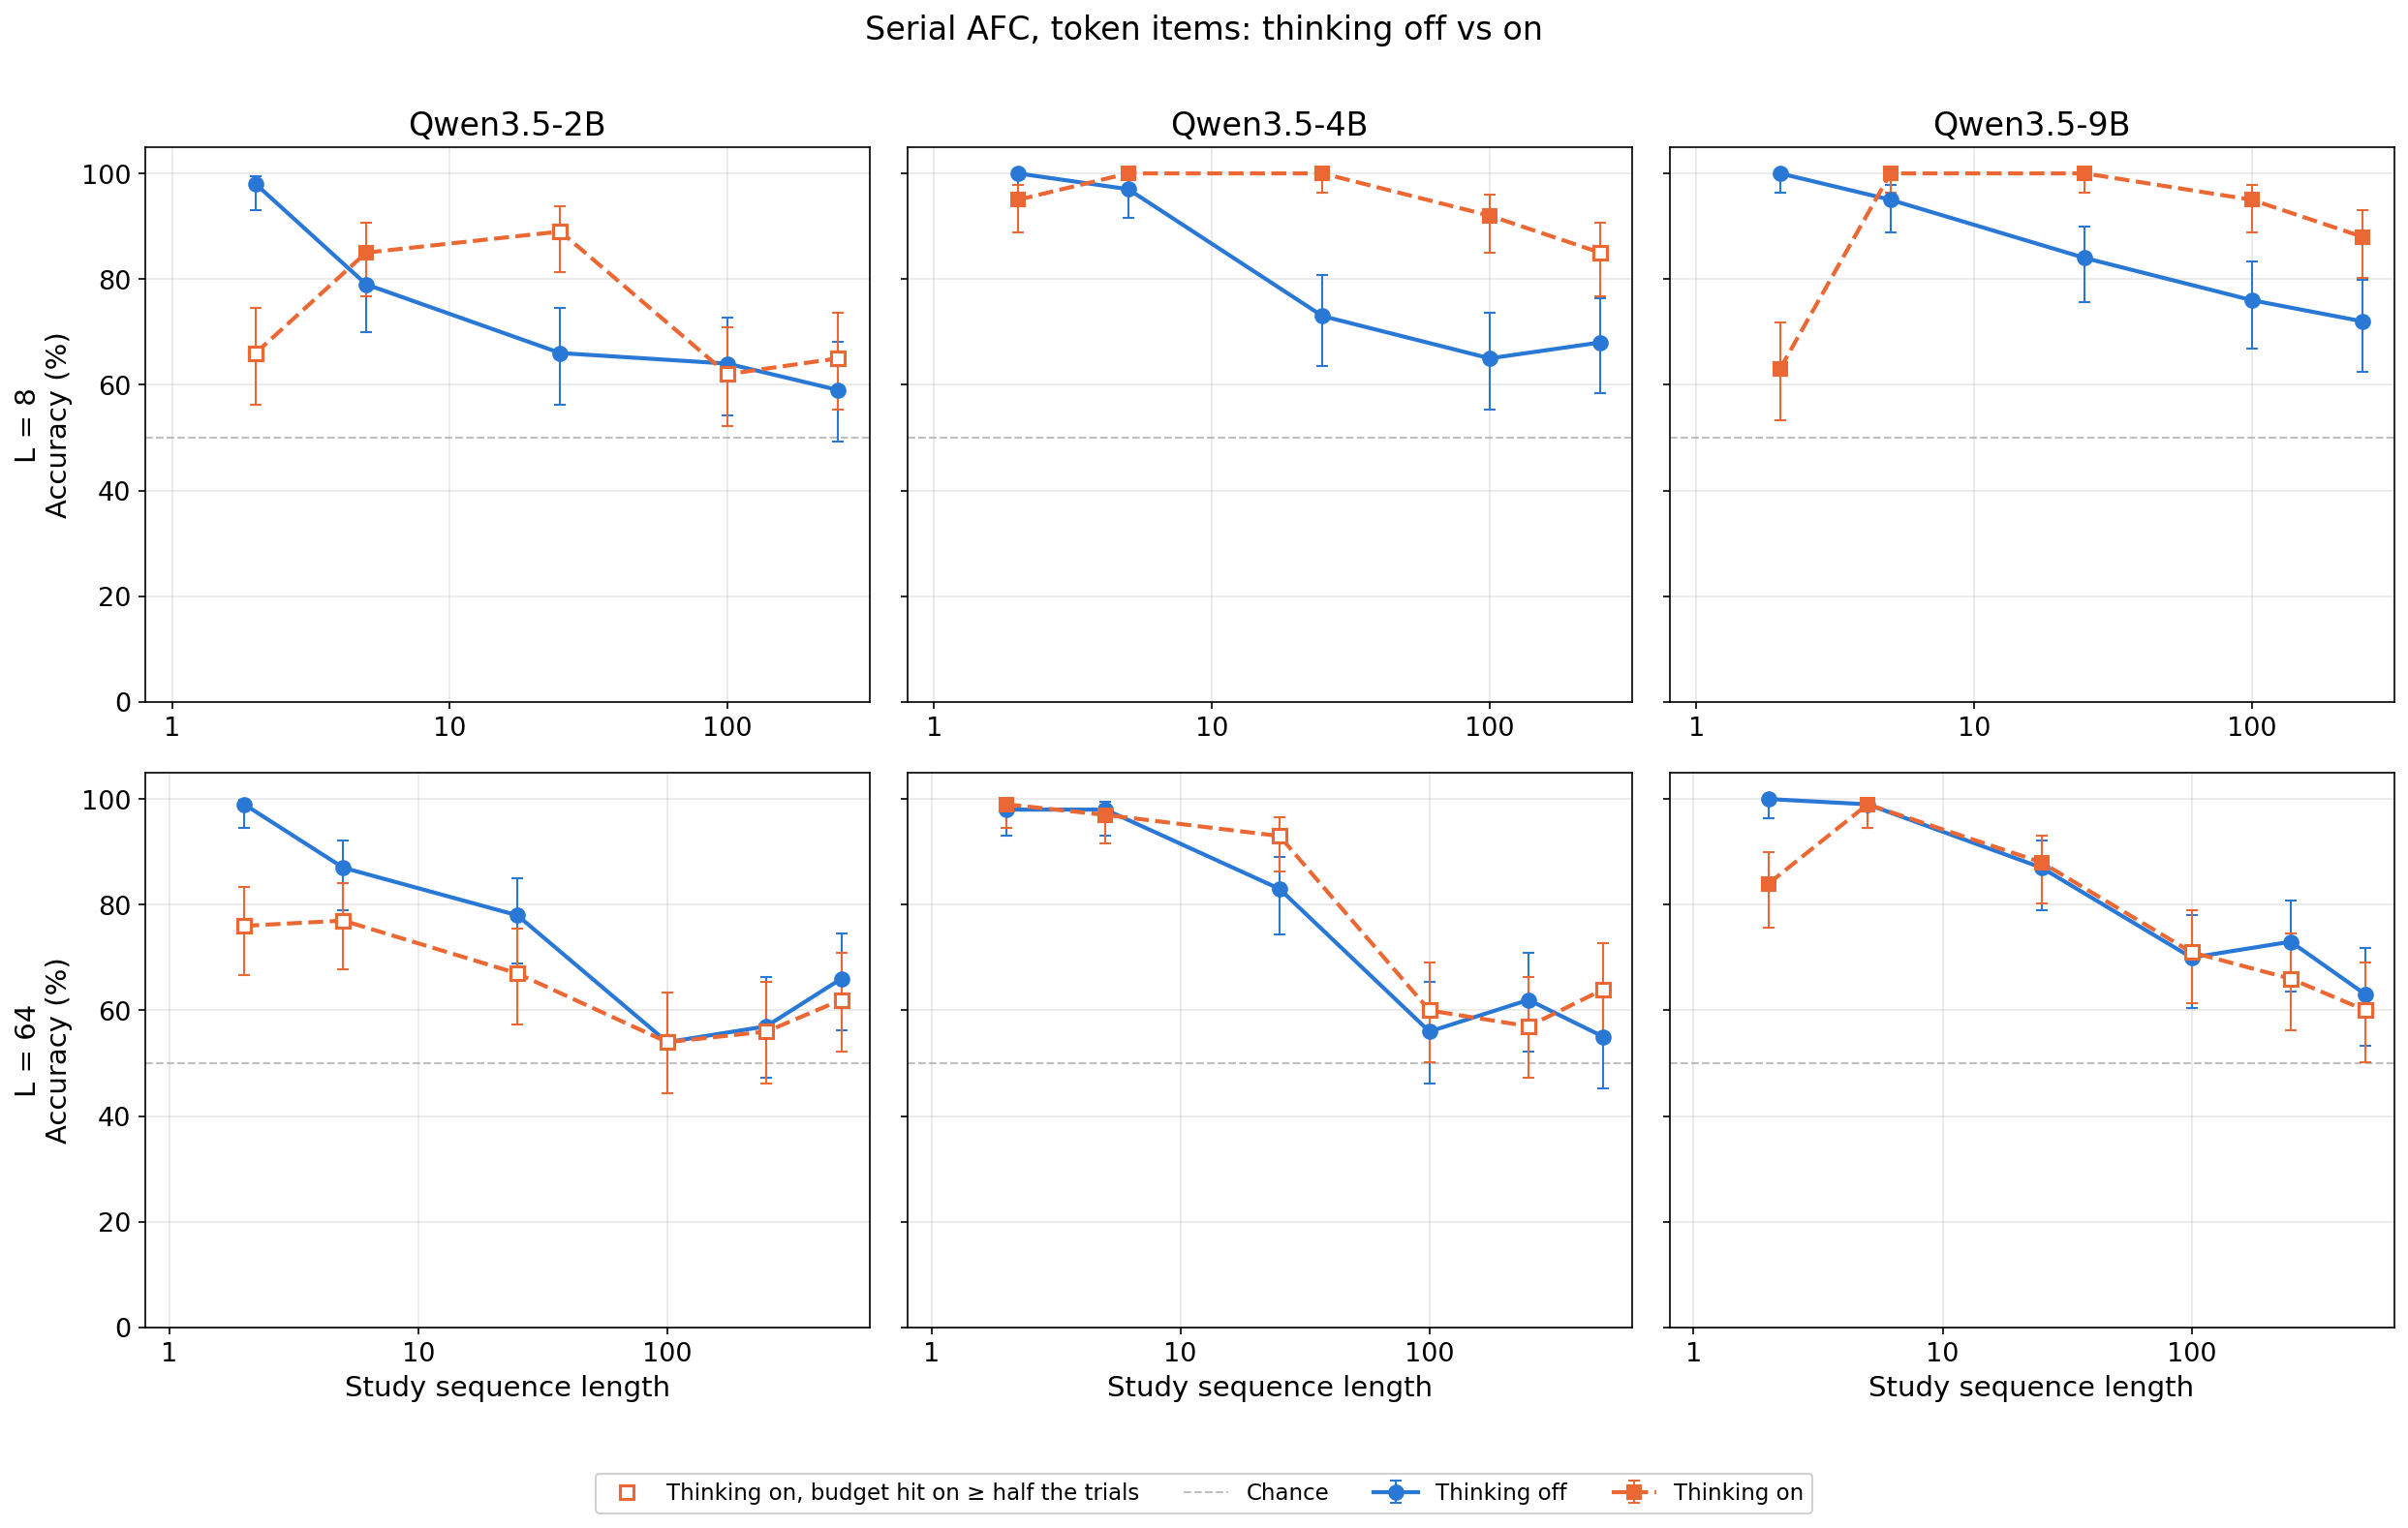 Serial AFC, token items: thinking off vs on
Qwen3.5-2B
Qwen3.5-4B
Qwen3.5-9B
L = 8
Accuracy (%)
100
80
60
40
20
0
1
10
100
1
10
100
1
10
100
L = 64
Accuracy (%)
100
80
60
40
20
0
1
10
100
1
10
100
1
10
100
Study sequence length
Study sequence length
Study sequence length
Thinking on, budget hit on ≥ half the trials
Chance
Thinking off
Thinking on